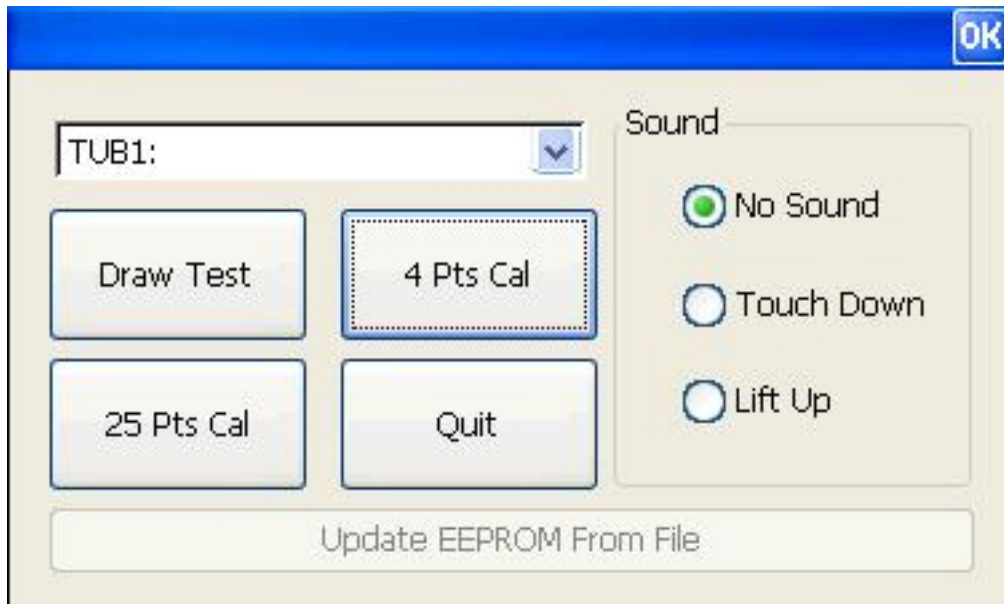 OK
TUB1:
Sound
Draw Test
4 Pts Cal
No Sound
Touch Down
25 Pts Cal
Quit
Lift Up
Update EEPROM From File